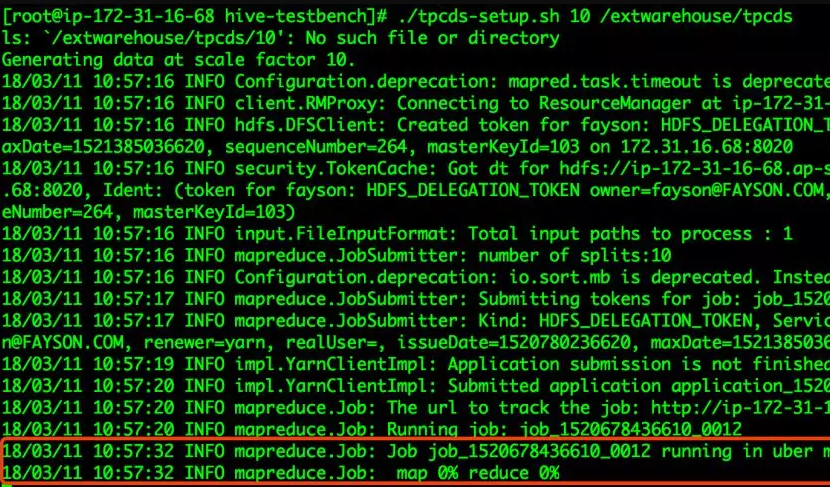 [root@ip-172-31-16-68 hive-testbench]# ./tpcds-setup.sh 10 /extwarehouse/tpcds
ls: `/extwarehouse/tpcds/10': No such file or directory
Generating data at scale factor 10.
18/03/11 10:57:16 INFO Configuration.deprecation: mapred.task.timeout is deprecate
18/03/11 10:57:16 INFO client.RMProxy: Connecting to ResourceManager at ip-172-31-
18/03/11 10:57:16 INFO hdfs.DFSClient: Created token for fayson: HDFS_DELEGATION_T
axDate=1521385036620, sequenceNumber=264, masterKeyId=103 on 172.31.16.68:8020
18/03/11 10:57:16 INFO security.TokenCache: Got dt for hdfs://ip-172-31-16-68.ap-s
.68:8020, Ident: (token for fayson: HDFS_DELEGATION_TOKEN owner=fayson@FAYSON.COM,
eNumber=264, masterKeyId=103)
18/03/11 10:57:16 INFO input.FileInputFormat: Total input paths to process : 1
18/03/11 10:57:16 INFO mapreduce.JobSubmitter: number of splits:10
18/03/11 10:57:16 INFO Configuration.deprecation: io.sort.mb is deprecated. Instea
18/03/11 10:57:17 INFO mapreduce.JobSubmitter: Submitting tokens for job: job_1520
18/03/11 10:57:17 INFO mapreduce.JobSubmitter: Kind: HDFS_DELEGATION_TOKEN, Servic
n@FAYSON.COM, renewer=yarn, realUser=, issueDate=1520780236620, maxDate=1521385036
18/03/11 10:57:19 INFO impl.YarnClientImpl: Application submission is not finished
18/03/11 10:57:20 INFO impl.YarnClientImpl: Submitted application application_1520
18/03/11 10:57:20 INFO mapreduce.Job: The url to track the job: http://ip-172-31-1
18/03/11 10:57:20 INFO mapreduce.Job: Running job: job_1520678436610_0012
18/03/11 10:57:32 INFO mapreduce.Job: Job job_1520678436610_0012 running in uber m
18/03/11 10:57:32 INFO mapreduce.Job:  map 0% reduce 0%